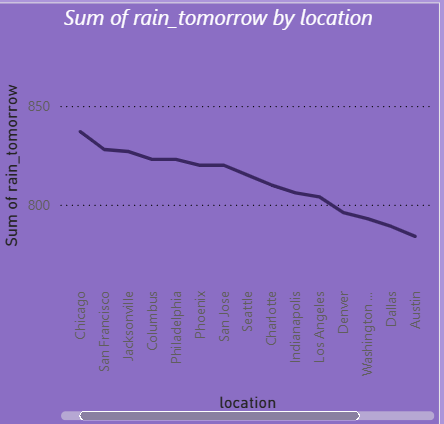 Sum of rain_tomorrow by location
Sum of rain_tomorrow
850
800
Chicago
San Francisco
Jacksonville
Columbus
Philadelphia
Phoenix
San Jose
Seattle
Charlotte
Indianapolis
Los Angeles
Denver
Washington ...
Dallas
Austin
location